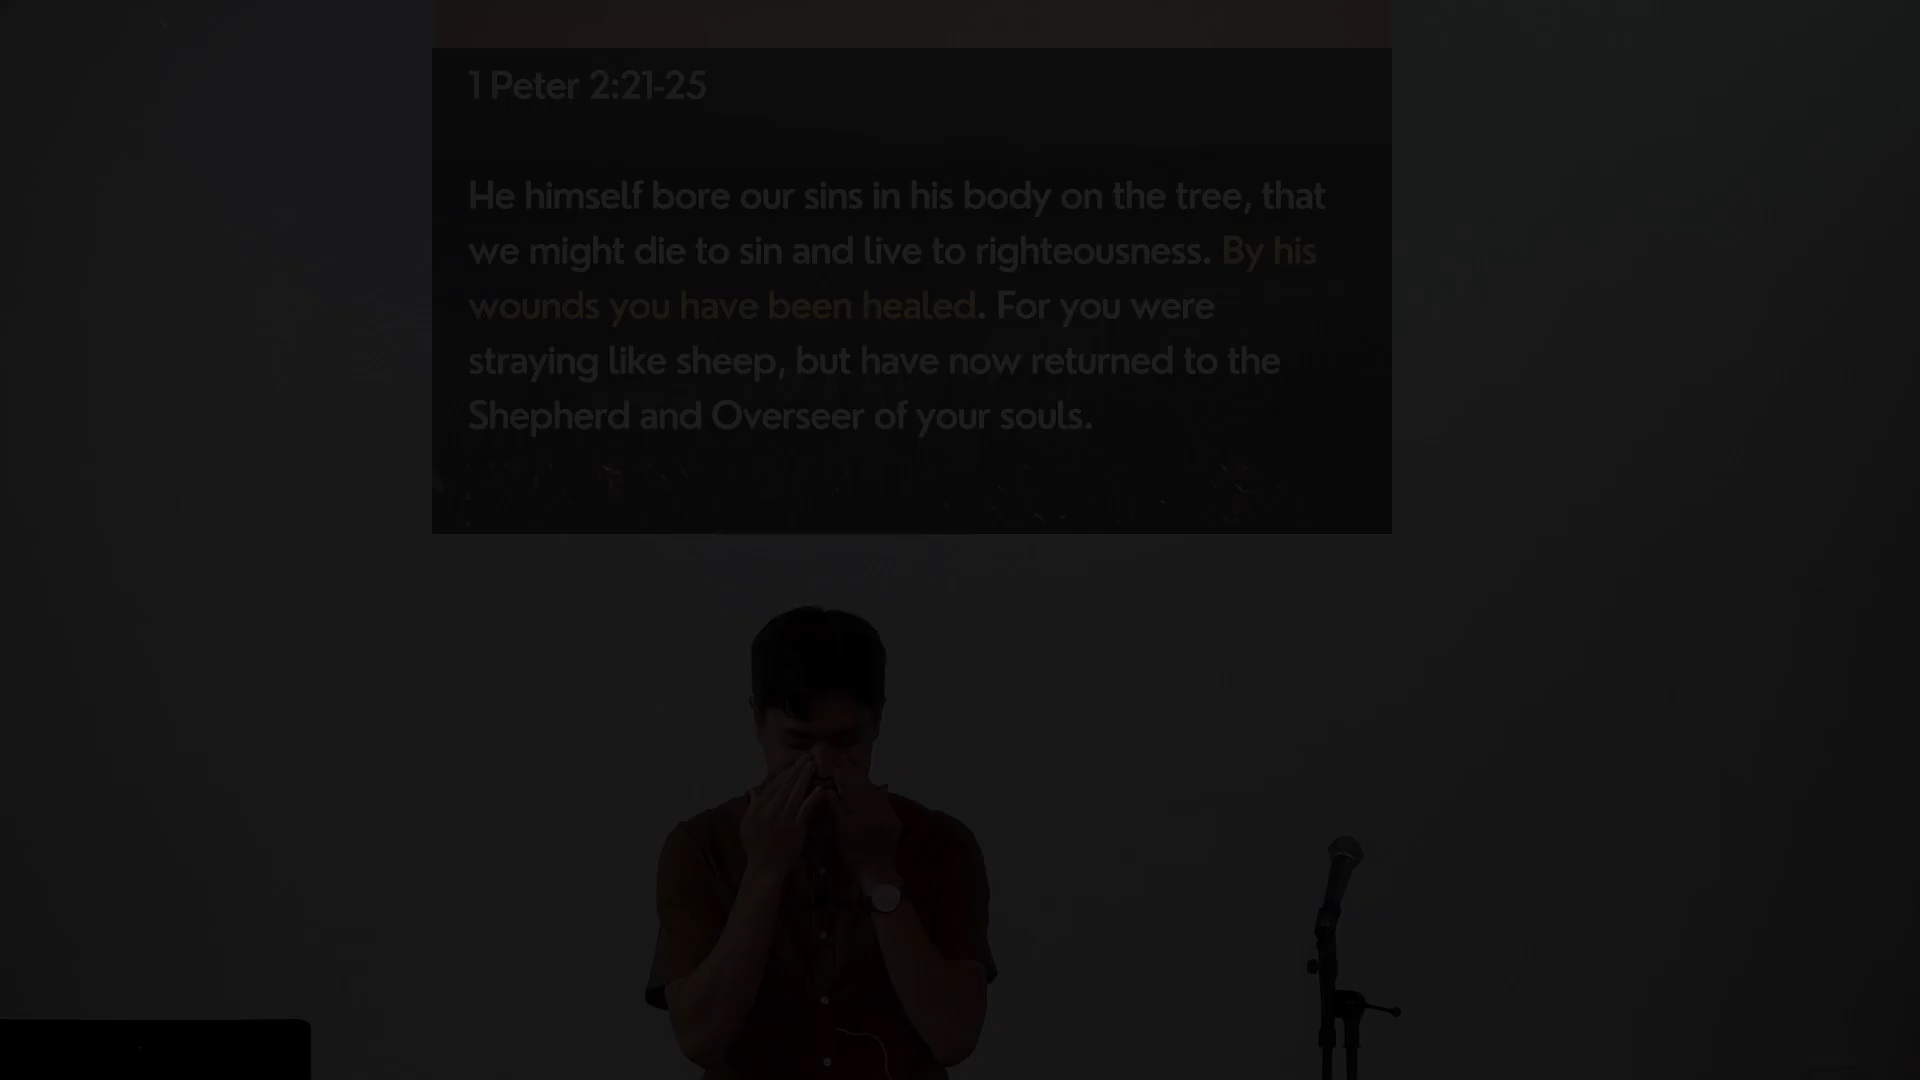 1 Peter 2:21-25
He himself bore our sins in his body on the tree, that
we might die to sin and live to righteousness. By his
wounds you have been healed. For you were
straying like sheep, but have now returned to the
Shepherd and Overseer of your souls.